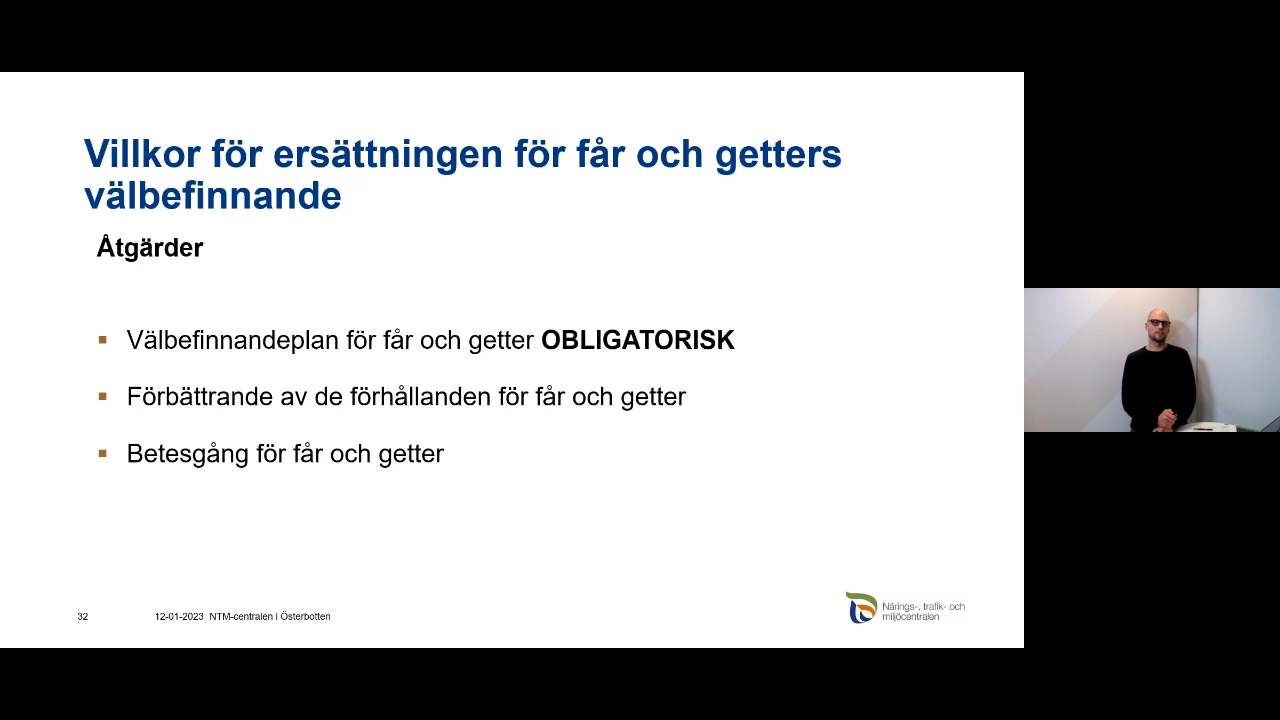 Villkor för ersättningen för får och getters
välbefinnande
Åtgärder
Välbefinnandeplan för får och getter OBLIGATORISK
Förbättrande av de förhållanden för får och getter
Betesgång för får och getter
32
12-01-2023 NTM-centralen i Österbotten
Närings-, trafik- och
miljöcentralen